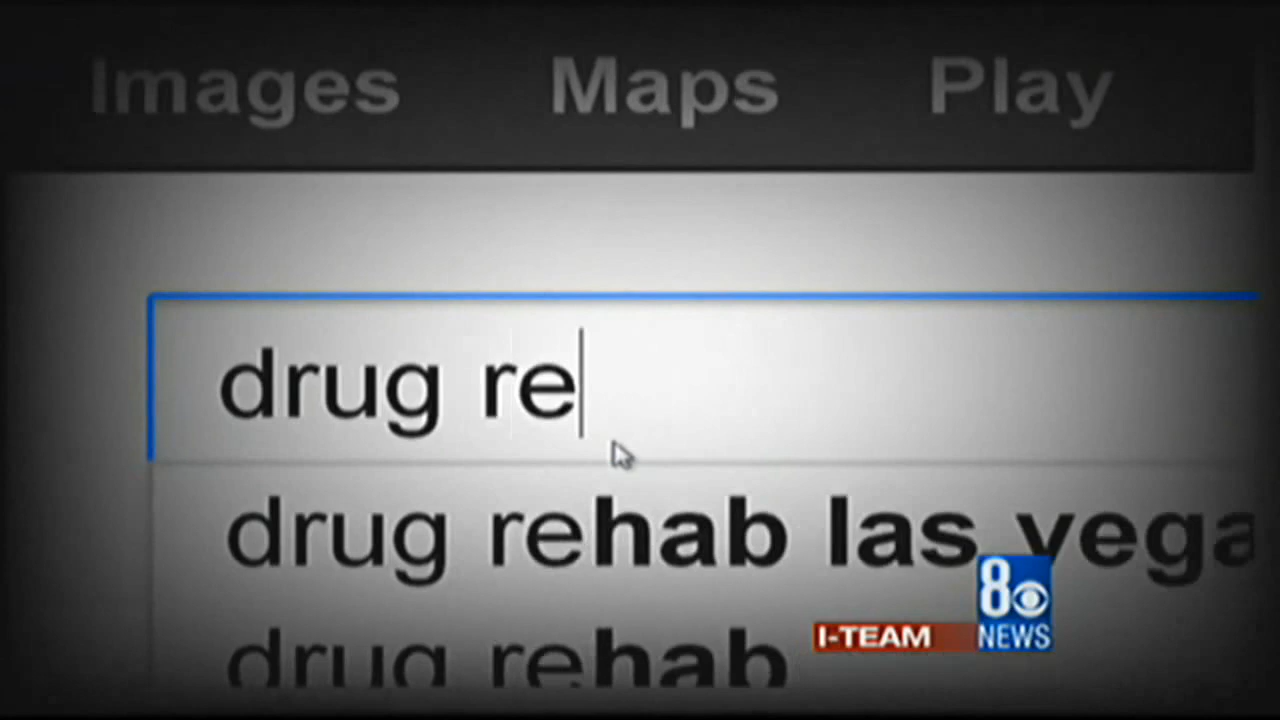 Images Maps Play
drug re
drug rehab las vega
drug rehab
I-TEAM
8
NEWS